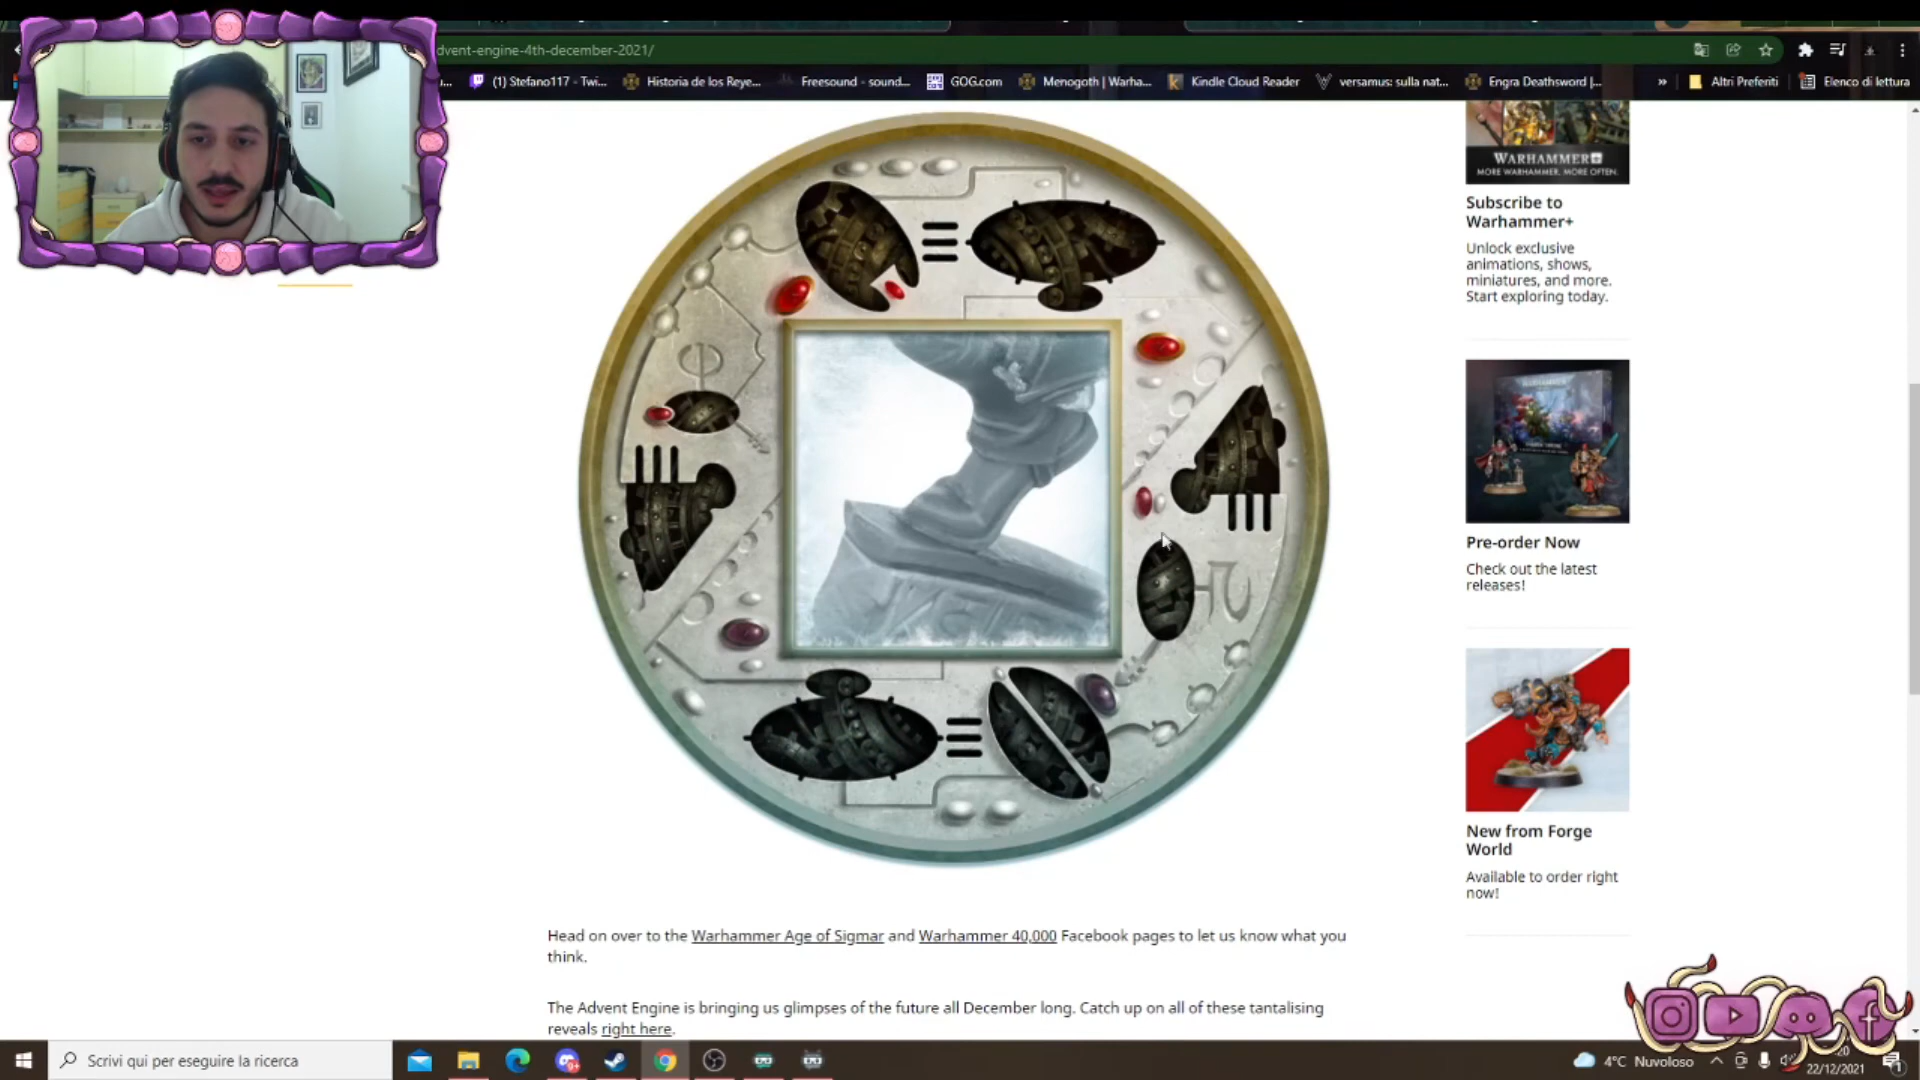 dvent-engine-4th-december-2021/
(1) Stefano117 - Twi...
Historia de los Reye...
Freesound - sound...
GOG.com
Menogoth | Warha...
Kindle Cloud Reader
versamus: sulla nat...
Engra Deathsword |...
»
Altri Preferiti
Elenco di lettura
WARHAMMER+
MORE WARHAMMER. MORE OFTEN.
Subscribe to
Warhammer+
Unlock exclusive
animations, shows,
miniatures, and more.
Start exploring today.
Pre-order Now
Check out the latest
releases!
New from Forge
World
Available to order right
now!
Head on over to the Warhammer Age of Sigmar and Warhammer 40,000 Facebook pages to let us know what you
think.
The Advent Engine is bringing us glimpses of the future all December long. Catch up on all of these tantalising
reveals right here.
Scrivi qui per eseguire la ricerca
4°C Nuvoloso
22/12/2021